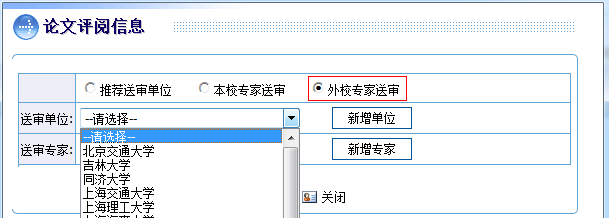 论文评阅信息
推荐送审单位 本校专家送审 外校专家送审
送审单位: --请选择-- 新增单位
--请选择--
北京交通大学
送审专家: 新增专家
吉林大学
同济大学
上海交通大学
关闭
上海理工大学